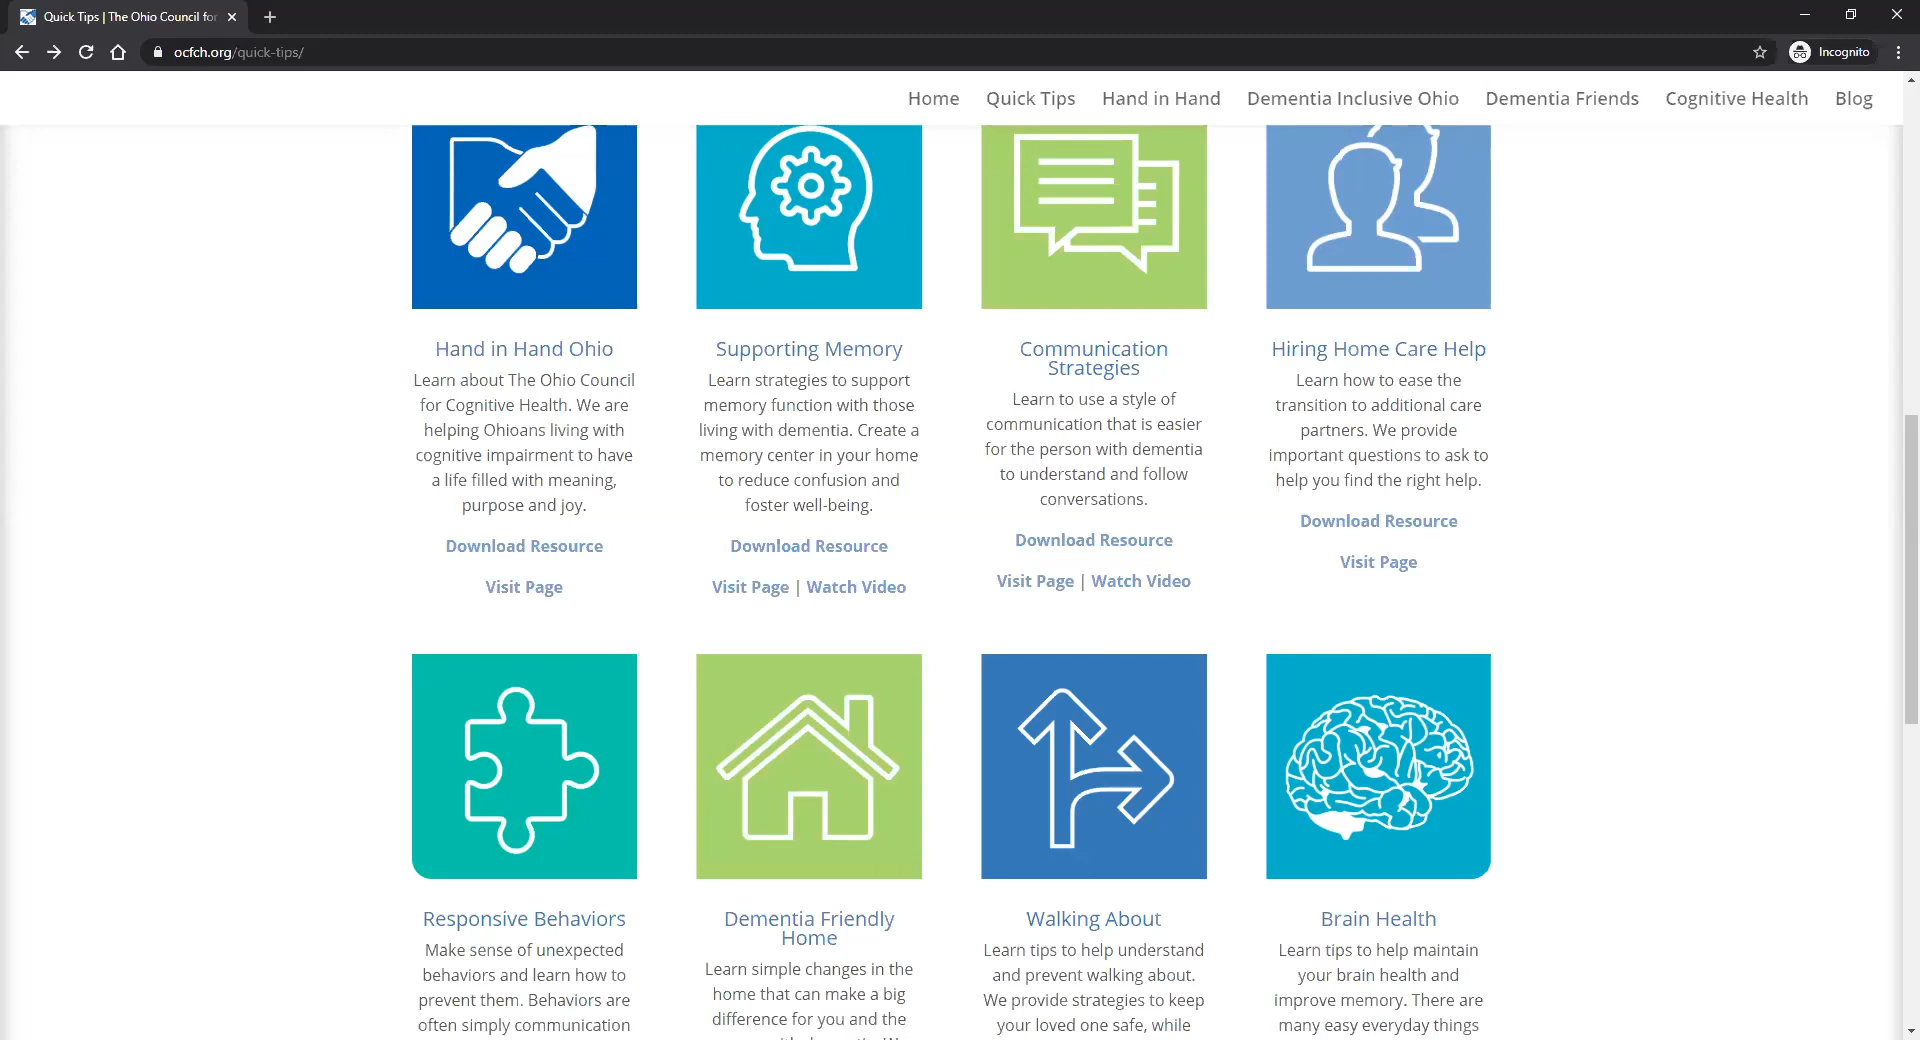 Quick Tips | The Ohio Council for
ocfch.org/quick-tips/
Incognito
Home Quick Tips Hand in Hand Dementia Inclusive Ohio Dementia Friends Cognitive Health Blog
Hand in Hand Ohio
Learn about The Ohio Council
for Cognitive Health. We are
helping Ohioans living with
cognitive impairment to have
a life filled with meaning,
purpose and joy.
Download Resource
Visit Page
Supporting Memory
Learn strategies to support
memory function with those
living with dementia. Create a
memory center in your home
to reduce confusion and
foster well-being.
Download Resource
Visit Page | Watch Video
Communication
Strategies
Learn to use a style of
communication that is easier
for the person with dementia
to understand and follow
conversations.
Download Resource
Visit Page | Watch Video
Hiring Home Care Help
Learn how to ease the
transition to additional care
partners. We provide
important questions to ask to
help you find the right help.
Download Resource
Visit Page
Responsive Behaviors
Make sense of unexpected
behaviors and learn how to
prevent them. Behaviors are
often simply communication
Dementia Friendly
Home
Learn simple changes in the
home that can make a big
difference for you and the
Walking About
Learn tips to help understand
and prevent walking about.
We provide strategies to keep
your loved one safe, while
Brain Health
Learn tips to help maintain
your brain health and
improve memory. There are
many easy everyday things